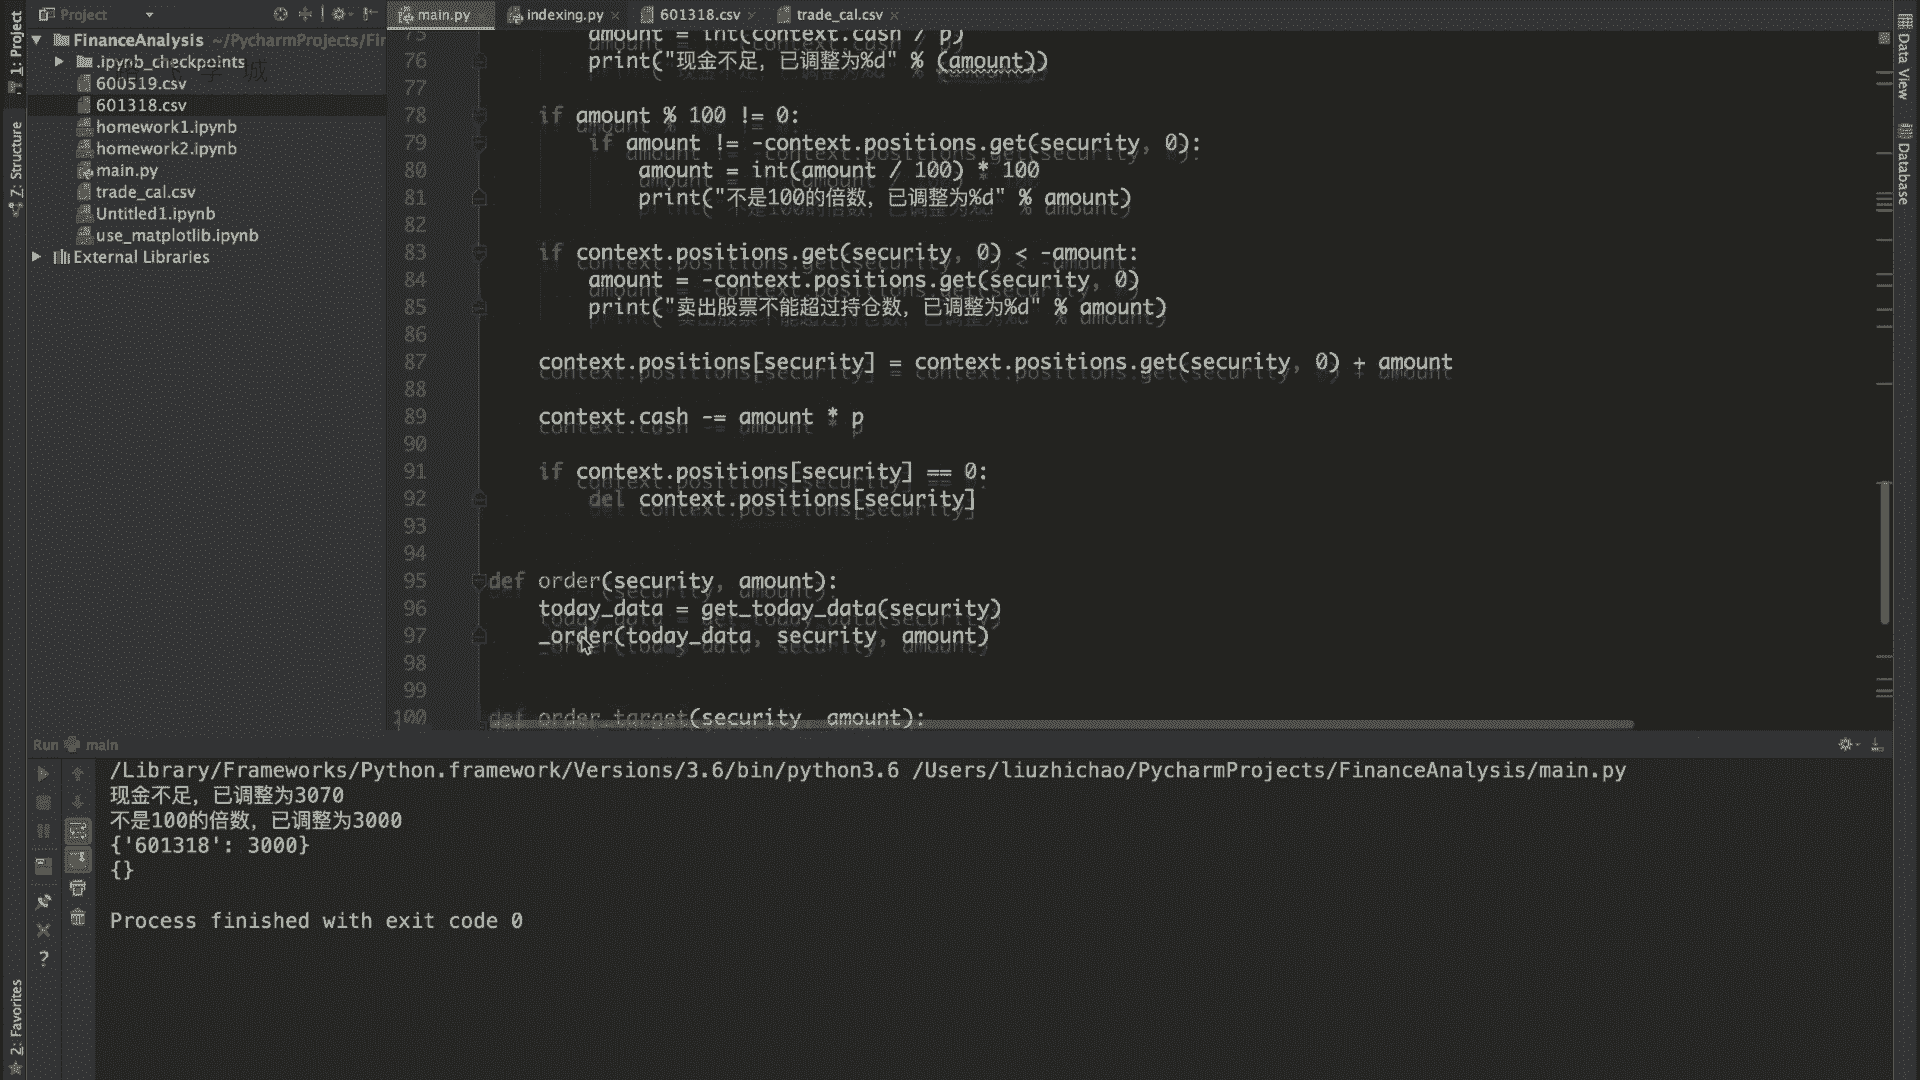 Project
main.py
indexing.py
601318.csv
trade_cal.csv
1: Project
Z: Structure
2: Favorites
Data View
Database
FinanceAnalysis ~/PycharmProjects/Fir
.ipynb_checkpoints
600519.csv
601318.csv
homework1.ipynb
homework2.ipynb
main.py
trade_cal.csv
Untitled1.ipynb
use_matplotlib.ipynb
External Libraries
75 amount = int(context.cash / p)
76 print("现金不足，已调整为%d" % (amount))
77
78 if amount % 100 != 0:
79 if amount != -context.positions.get(security, 0):
80 amount = int(amount / 100) * 100
81 print("不是100的倍数，已调整为%d" % amount)
82
83 if context.positions.get(security, 0) < -amount:
84 amount = -context.positions.get(security, 0)
85 print("卖出股票不能超过持仓数，已调整为%d" % amount)
86
87 context.positions[security] = context.positions.get(security, 0) + amount
88
89 context.cash -= amount * p
90
91 if context.positions[security] == 0:
92 del context.positions[security]
93
94
95 def order(security, amount):
96 today_data = get_today_data(security)
97 _order(today_data, security, amount)
98
99
100 def order_target(security, amount):
Run main
/Library/Frameworks/Python.framework/Versions/3.6/bin/python3.6 /Users/liuzhichao/PycharmProjects/FinanceAnalysis/main.py
现金不足，已调整为3070
不是100的倍数，已调整为3000
{'601318': 3000}
{}
Process finished with exit code 0